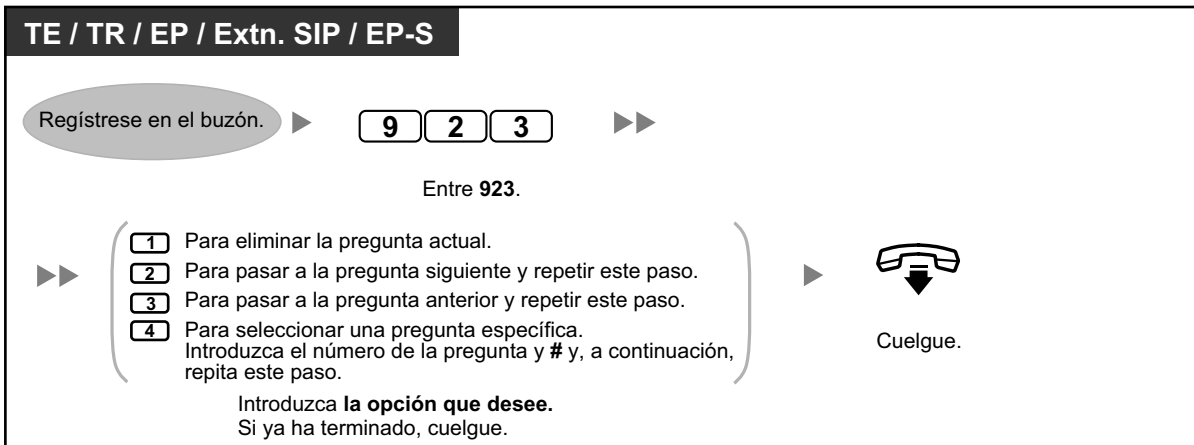 TE / TR / EP / Extn. SIP / EP-S
Regístrese en el buzón.
9 2 3
Entre 923.
1 Para eliminar la pregunta actual.
2 Para pasar a la pregunta siguiente y repetir este paso.
3 Para pasar a la pregunta anterior y repetir este paso.
4 Para seleccionar una pregunta específica.
Introduzca el número de la pregunta y # y, a continuación,
repita este paso.
Cuelgue.
Introduzca la opción que desee.
Si ya ha terminado, cuelgue.